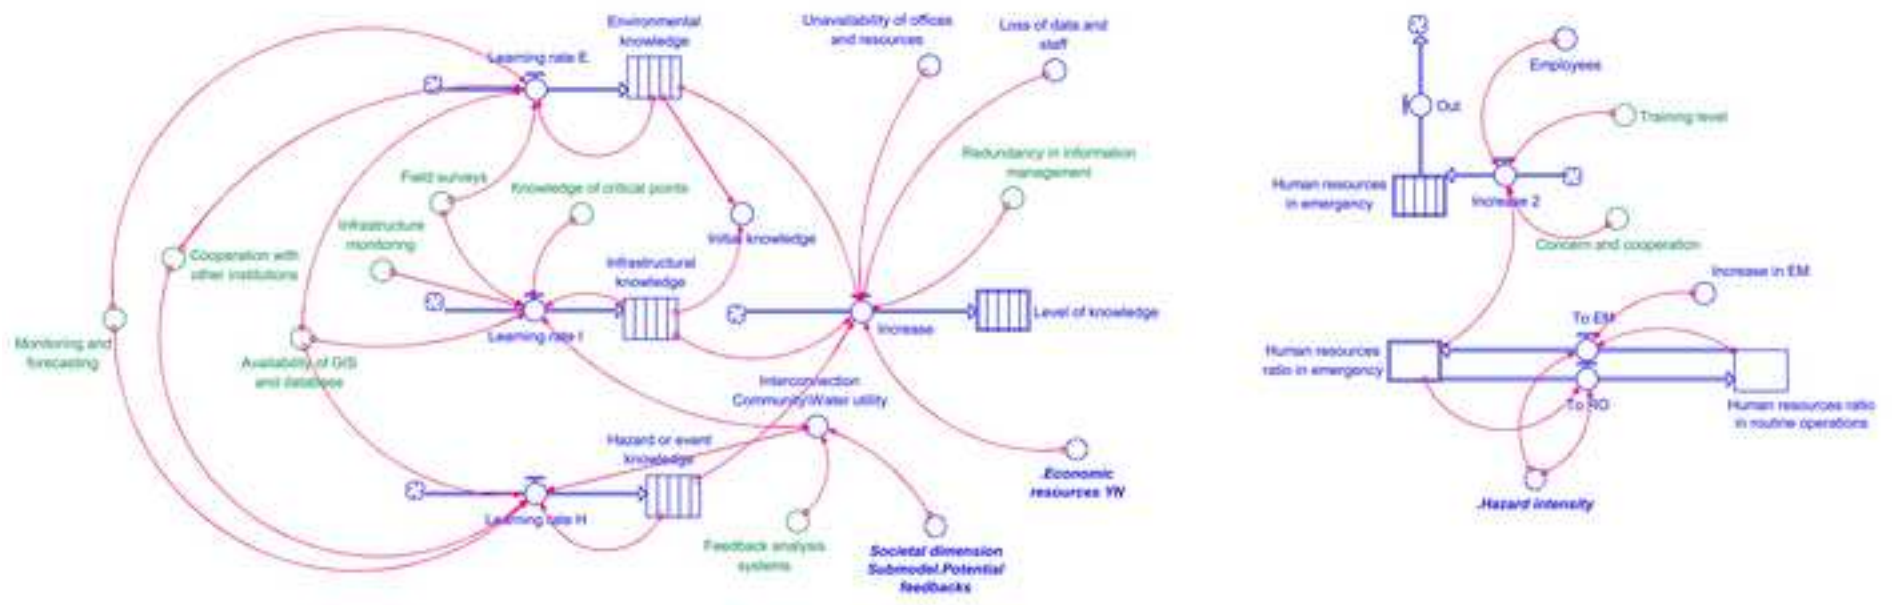 Environmental
knowledge
Learning rate E
Unavailability of offices
and resources
Loss of data and
staff
Redundancy in information
management
Field surveys
Knowledge of critical points
Infrastructure
monitoring
Initial knowledge
Cooperation with
other institutions
Infrastructural
knowledge
Learning rate I
Increase
Level of knowledge
Monitoring and
forecasting
Availability of GIS
and database
Interconnection
Community\Water utility
Hazard or event
knowledge
Learning rate H
.Economic
resources YN
Feedback analysis
systems
Societal dimension
Submodel.Potential
feedbacks
Employees
Out
Training level
Human resources
in emergency
Increase 2
Concern and cooperation
Increase in EM
To EM
Human resources
ratio in emergency
To RO
Human resources ratio
in routine operations
.Hazard intensity